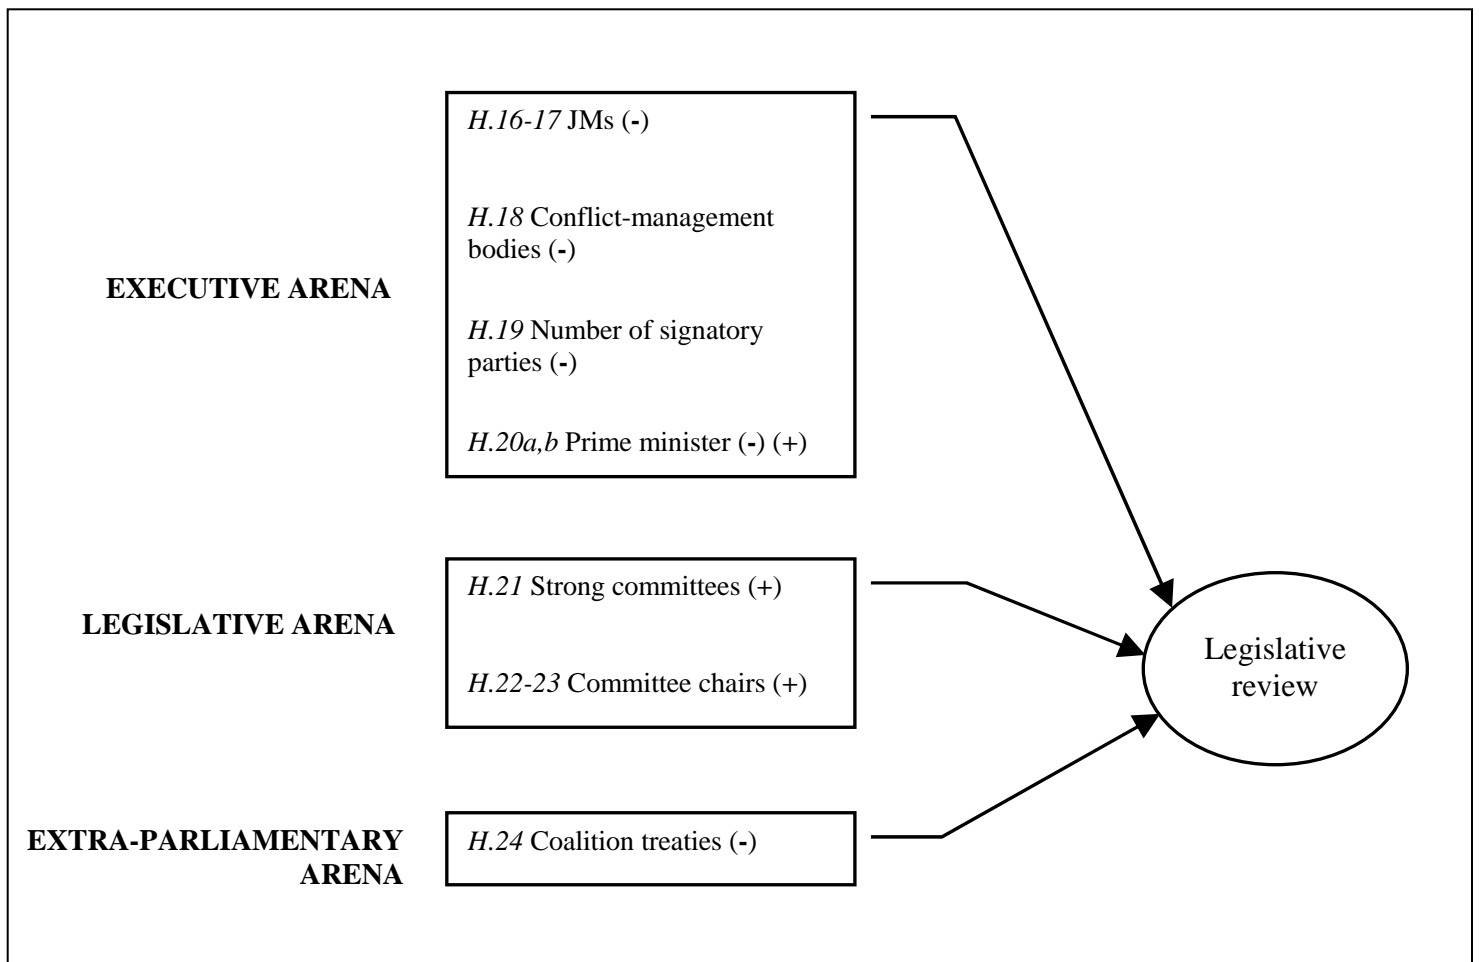 EXECUTIVE ARENA
H.16-17 JMs (-)
H.18 Conflict-management
bodies (-)
H.19 Number of signatory
parties (-)
H.20a,b Prime minister (-) (+)
LEGISLATIVE ARENA
H.21 Strong committees (+)
H.22-23 Committee chairs (+)
EXTRA-PARLIAMENTARY
ARENA
H.24 Coalition treaties (-)
Legislative
review